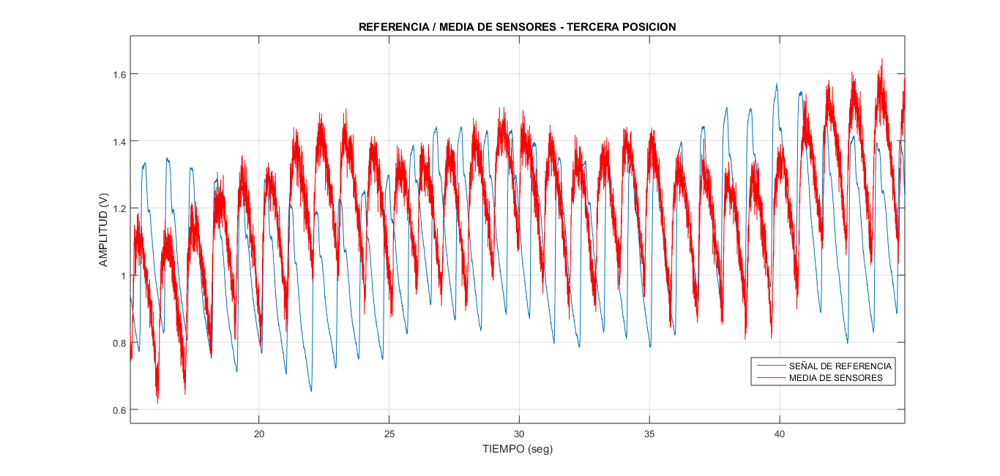 REFERENCIA / MEDIA DE SENSORES - TERCERA POSICION
AMPLITUD (V)
1.6
1.4
1.2
1
0.8
0.6
20
25
30
35
40
TIEMPO (seg)
SEÑAL DE REFERENCIA
MEDIA DE SENSORES